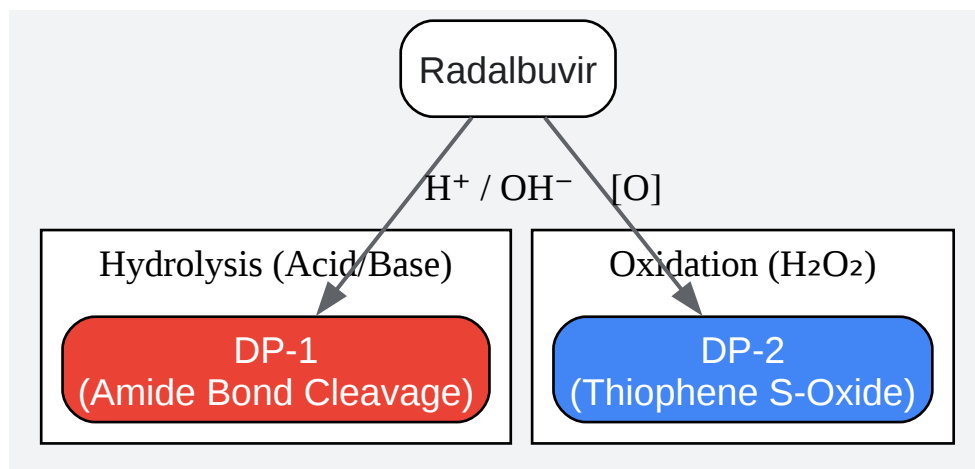 Radalbuvir
H⁺ / OH⁻
[O]
Hydrolysis (Acid/Base)
Oxidation (H₂O₂)
DP-1
(Amide Bond Cleavage)
DP-2
(Thiophene S-Oxide)